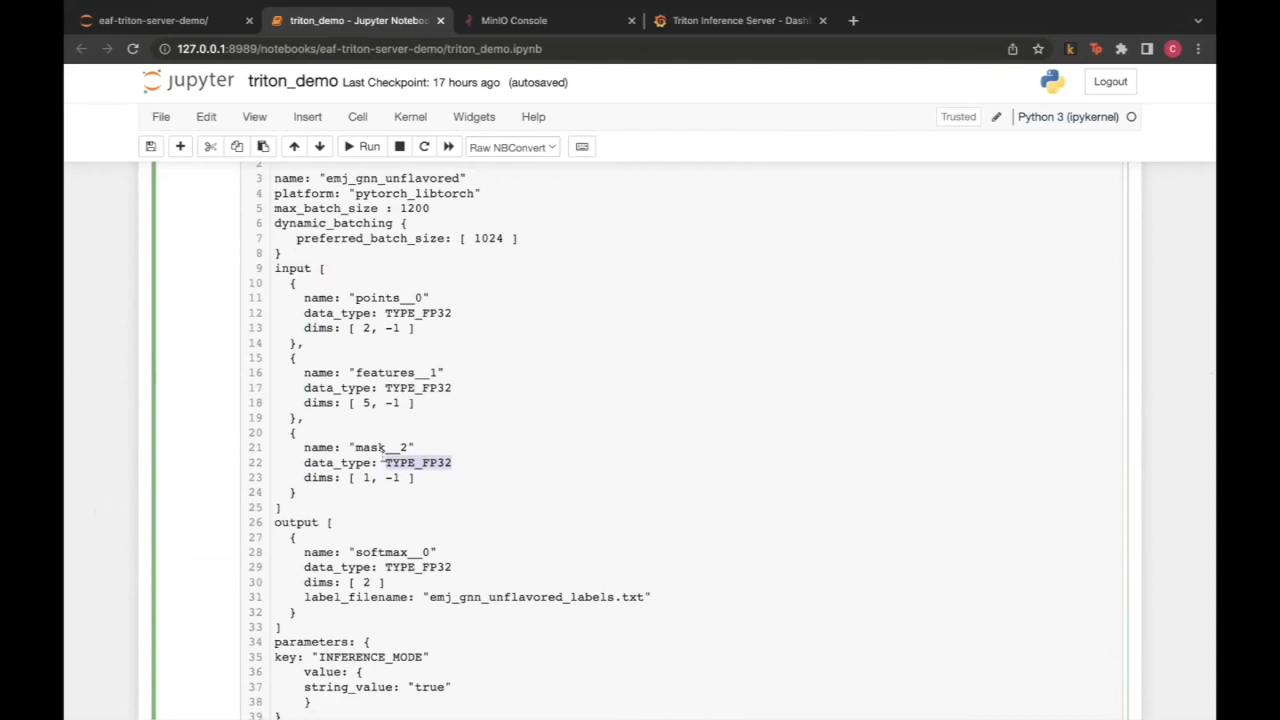 eaf-triton-server-demo/
triton_demo - Jupyter Noteboo
MinIO Console
Triton Inference Server - Dash
127.0.0.1:8989/notebooks/eaf-triton-server-demo/triton_demo.ipynb
k Tp C
jupyter triton_demo Last Checkpoint: 17 hours ago (autosaved)
Logout
File Edit View Insert Cell Kernel Widgets Help
Trusted Python 3 (ipykernel)
Run Raw NBConvert
2
3 name: "emj_gnn_unflavored"
4 platform: "pytorch_libtorch"
5 max_batch_size : 1200
6 dynamic_batching {
7 preferred_batch_size: [ 1024 ]
8 }
9 input [
10 {
11 name: "points__0"
12 data_type: TYPE_FP32
13 dims: [ 2, -1 ]
14 },
15 {
16 name: "features__1"
17 data_type: TYPE_FP32
18 dims: [ 5, -1 ]
19 },
20 {
21 name: "mask__2"
22 data_type: TYPE_FP32
23 dims: [ 1, -1 ]
24 }
25 ]
26 output [
27 {
28 name: "softmax__0"
29 data_type: TYPE_FP32
30 dims: [ 2 ]
31 label_filename: "emj_gnn_unflavored_labels.txt"
32 }
33 ]
34 parameters: {
35 key: "INFERENCE_MODE"
36 value: {
37 string_value: "true"
38 }
39 }